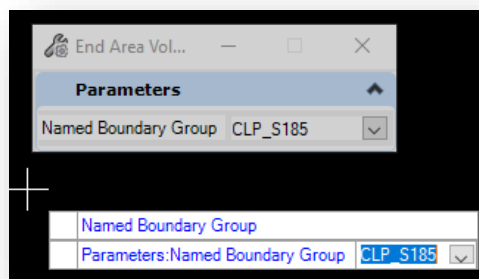 End Area Vol...
Parameters
Named Boundary Group CLP_S185
Named Boundary Group
Parameters:Named Boundary Group CLP_S185